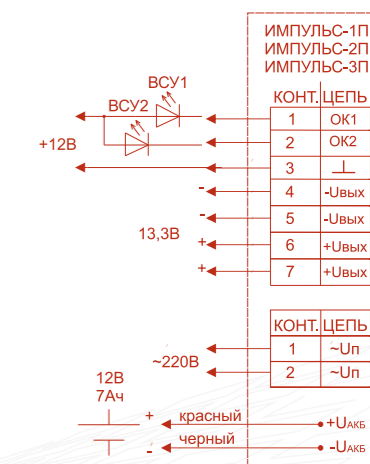 ИМПУЛЬС-1П
ИМПУЛЬС-2П
ИМПУЛЬС-3П
ВСУ1
ВСУ2
+12В
КОНТ. ЦЕПЬ
1 ОК1
2 ОК2
3 ⊥
- 4 -Uвых
- 5 -Uвых
13,3В
+ 6 +Uвых
+ 7 +Uвых
КОНТ. ЦЕПЬ
~220В
1 ~Uп
2 ~Uп
12В
7Ач
+ красный +UАКБ
- черный -UАКБ